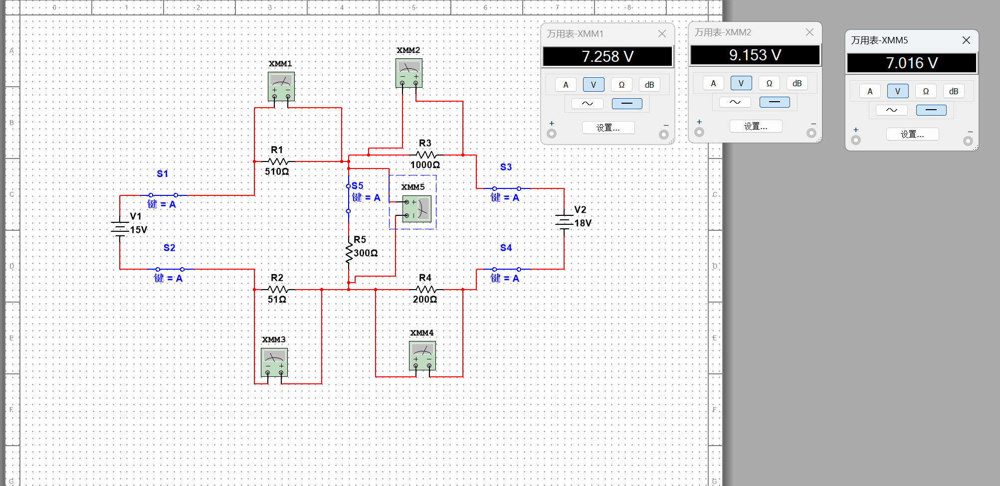 0 1 2 3 4 5 6 7 8
A
B
C
D
E
F
G
C
D
E
F
G
XMM1
+ −
XMM2
− +
R1
510Ω
R3
1000Ω
S1
键 = A
S3
键 = A
S5
键 = A
XMM5
+
−
V1
15V
V2
18V
S2
键 = A
S4
键 = A
R5
300Ω
R2
51Ω
R4
200Ω
XMM3
− +
XMM4
+ −
万用表-XMM1
7.258 V
A V Ω dB
+ −
设置...
万用表-XMM2
9.153 V
A V Ω dB
+ −
设置...
万用表-XMM5
7.016 V
A V Ω dB
+ −
设置...